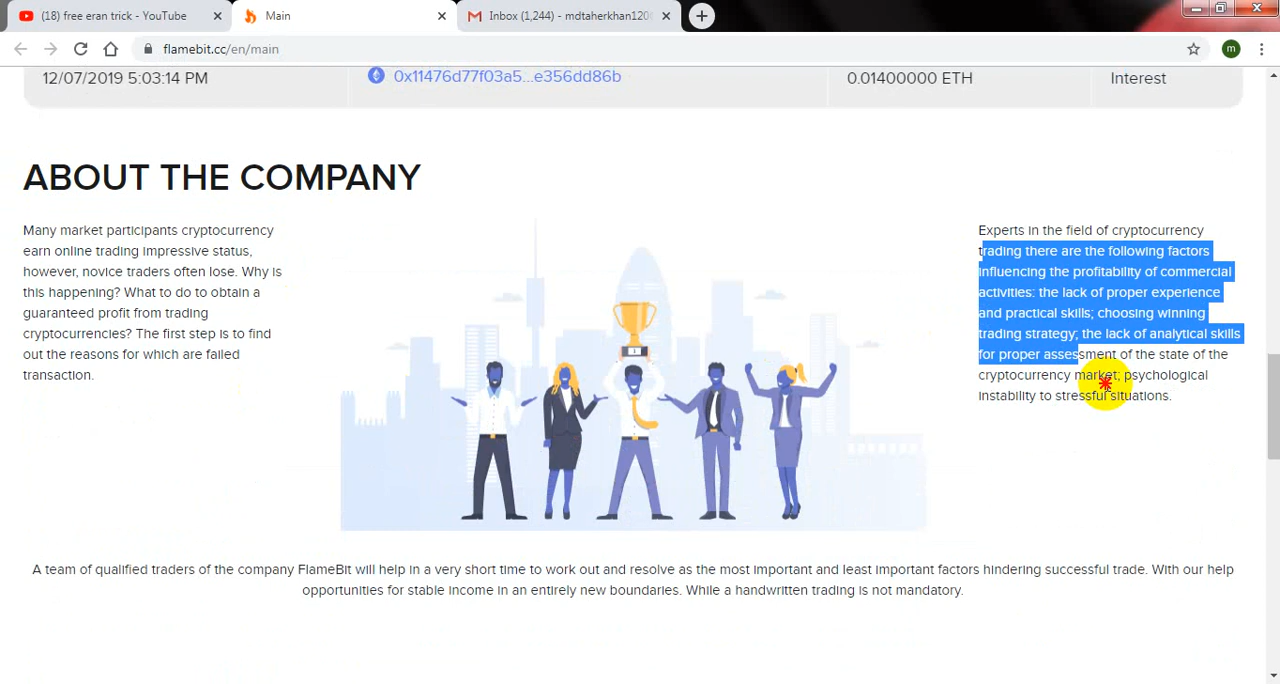 (18) free eran trick - YouTube
Main
Inbox (1,244) - mdtaherkhan120
flamebit.cc/en/main
m
12/07/2019 5:03:14 PM
0x11476d77f03a5...e356dd86b
0.01400000 ETH
Interest
ABOUT THE COMPANY
Many market participants cryptocurrency
earn online trading impressive status,
however, novice traders often lose. Why is
this happening? What to do to obtain a
guaranteed profit from trading
cryptocurrencies? The first step is to find
out the reasons for which are failed
transaction.
1
Experts in the field of cryptocurrency
trading there are the following factors
influencing the profitability of commercial
activities: the lack of proper experience
and practical skills; choosing winning
trading strategy; the lack of analytical skills
for proper assessment of the state of the
cryptocurrency market; psychological
instability to stressful situations.
A team of qualified traders of the company FlameBit will help in a very short time to work out and resolve as the most important and least important factors hindering successful trade. With our help
opportunities for stable income in an entirely new boundaries. While a handwritten trading is not mandatory.